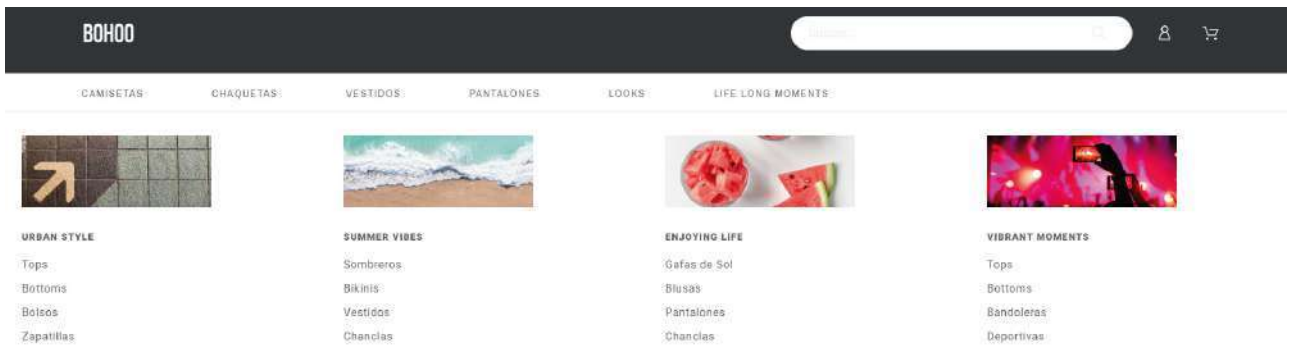 BOHOO
CAMISETAS CHAQUETAS VESTIDOS PANTALONES LOOKS LIFE LONG MOMENTS
URBAN STYLE
Tops
Bottoms
Bolsos
Zapatillas
SUMMER VIBES
Sombreros
Bikinis
Vestidos
Chanclas
ENJOYING LIFE
Gafas de Sol
Blusas
Pantalones
Chanclas
VIBRANT MOMENTS
Tops
Bottoms
Bandoleras
Deportivas